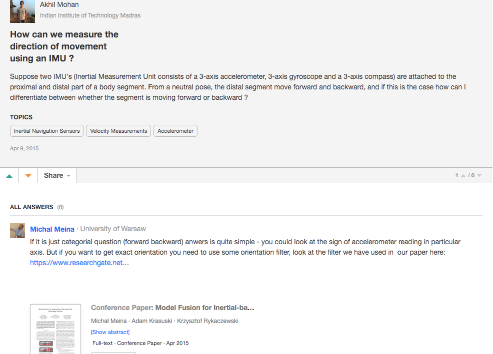 Akhil Mohan
Indian Institute of Technology Madras
How can we measure the
direction of movement
using an IMU ?
Suppose two IMU's (Inertial Measurement Unit consists of a 3-axis accelerometer, 3-axis gyroscope and a 3-axis compass) are attached to the
proximal and distal part of a body segment. From a neutral pose, the distal segment move forward and backward, and if this is the case how can I
differentiate between whether the segment is moving forward or backward ?
TOPICS
Inertial Navigation Sensors Velocity Measurements Accelerometer
Apr 9, 2015
Share 1 / 0
ALL ANSWERS (6)
Michal Meina · University of Warsaw
If it is just categorial question (forward backward) anwers is quite simple - you could look at the sign of accelerometer reading in particular
axis. But if you want to get exact orientation you need to use some orientation filter, look at the filter we have used in our paper here:
https://www.researchgate.net...
Conference Paper: Model Fusion for Inertial-ba...
Michal Meina · Adam Krasuski · Krzysztof Rykaczewski
[Show abstract]
Full-text · Conference Paper · Apr 2015